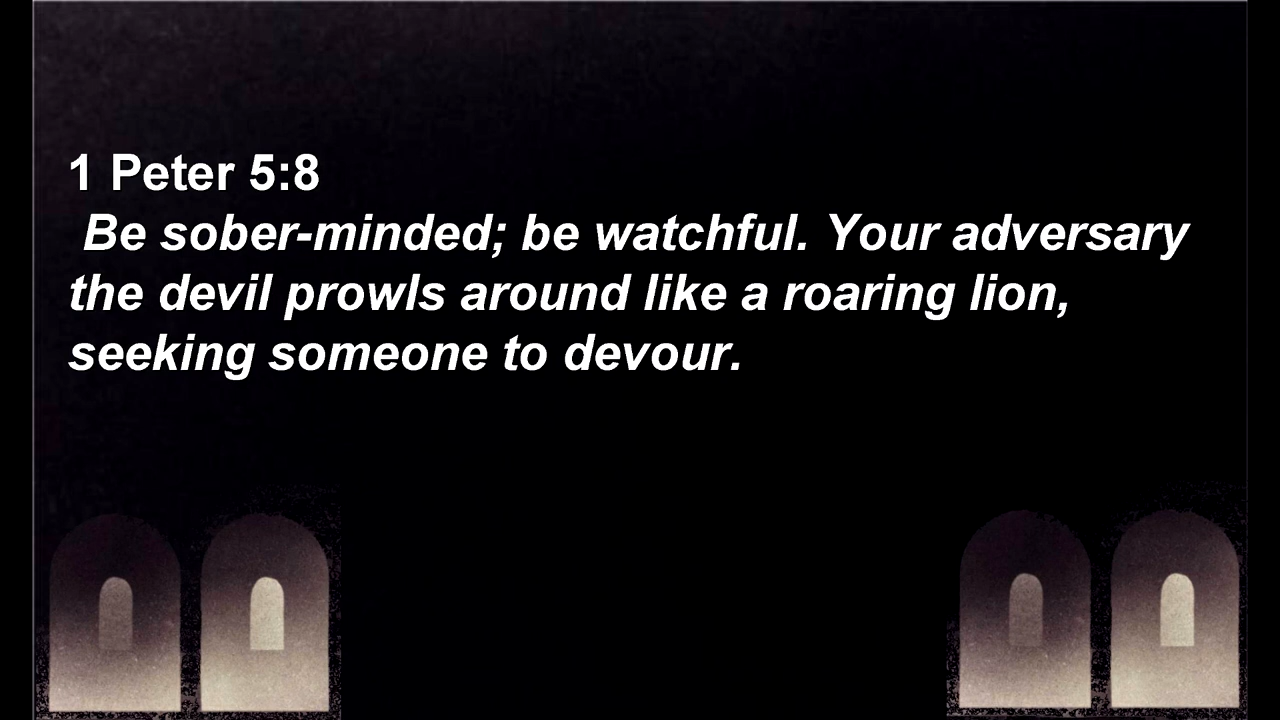 1 Peter 5:8
Be sober-minded; be watchful. Your adversary
the devil prowls around like a roaring lion,
seeking someone to devour.